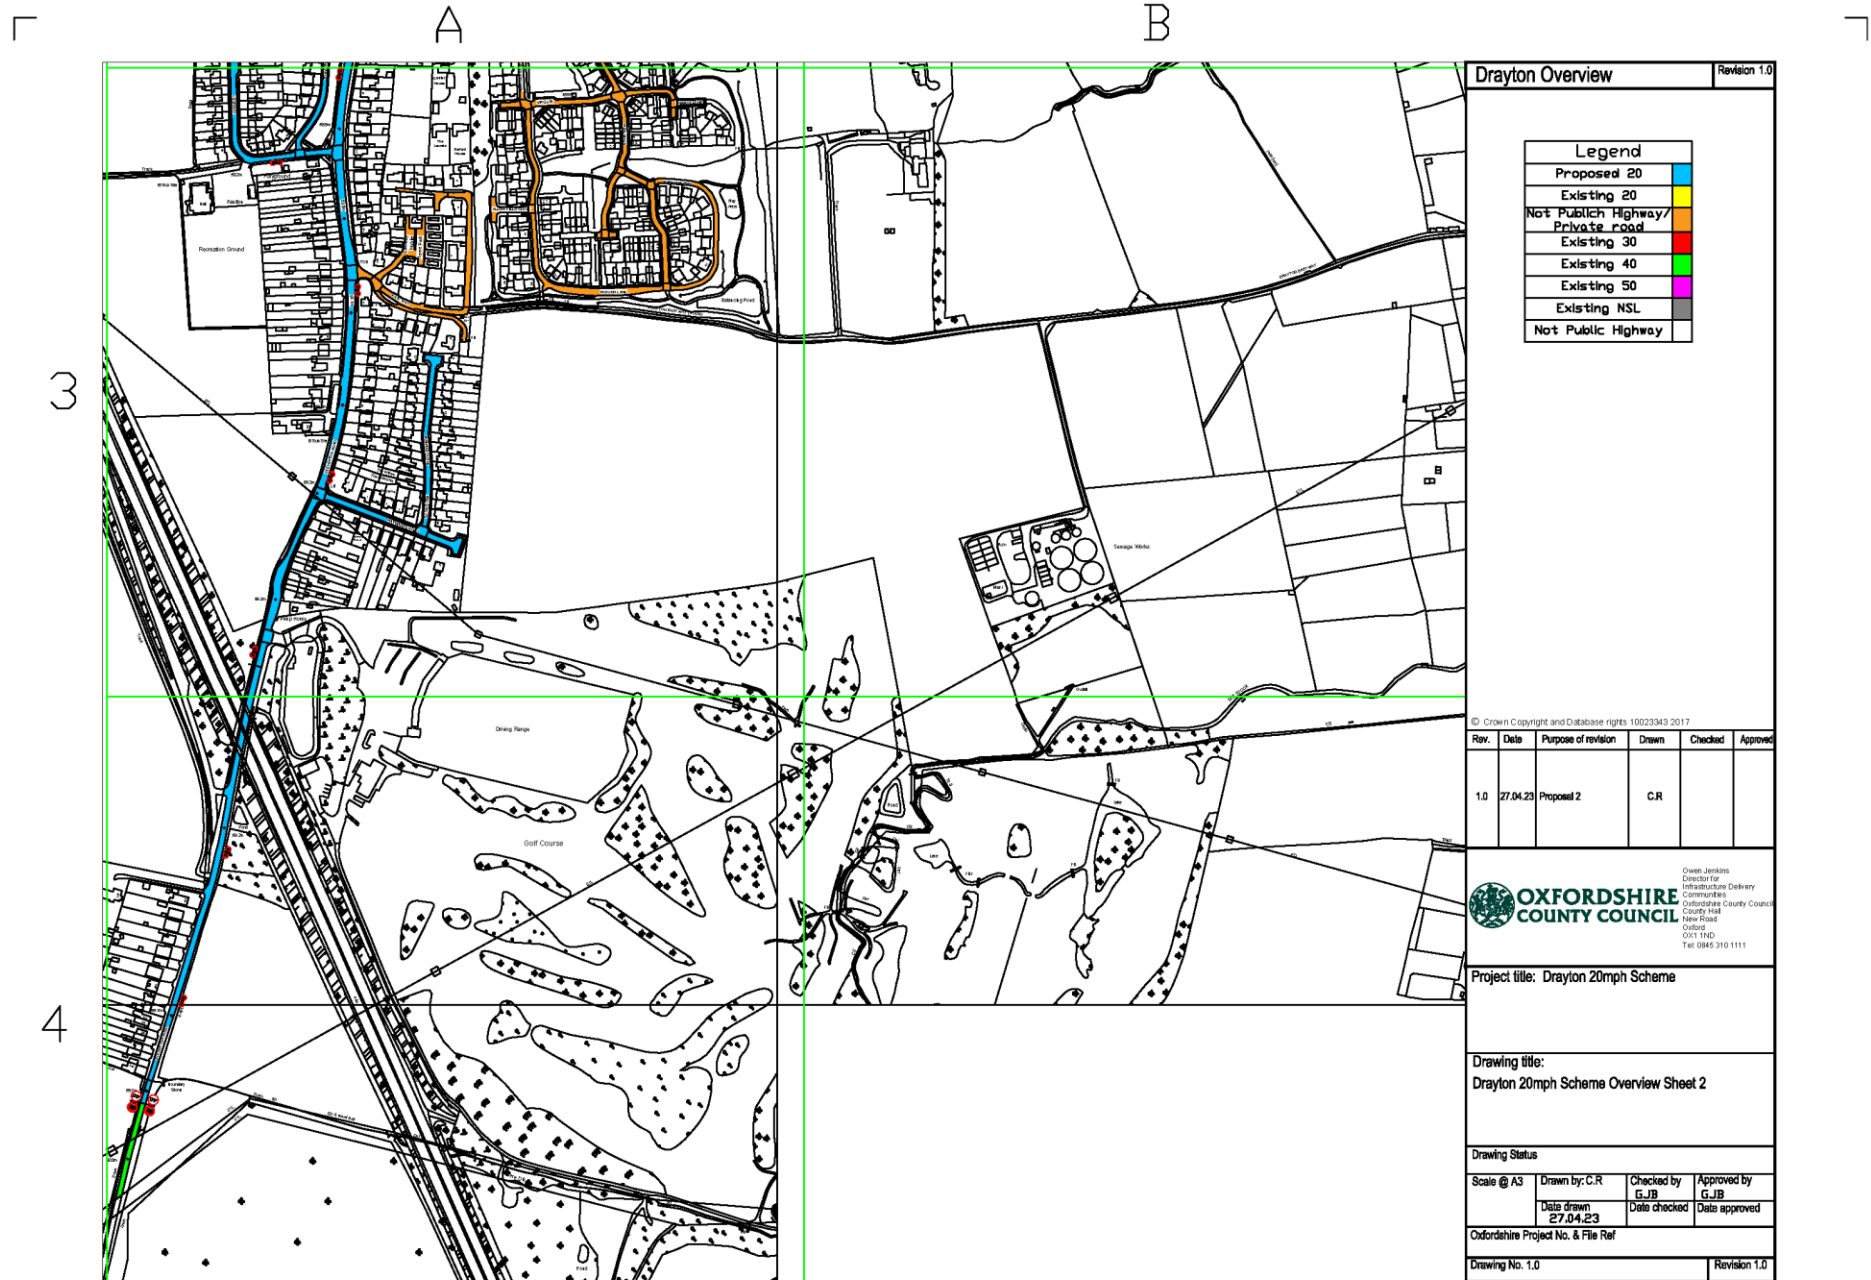 A
B
3
4
Drayton Overview
Revision 1.0
Legend
Proposed 20
Existing 20
Not Publich Highway/
Private road
Existing 30
Existing 40
Existing 50
Existing NSL
Not Public Highway
Recreation Ground
Balancing Pond
Sewage Works
Driving Range
Golf Course
Pond
Pond
© Crown Copyright and Database rights 10023343 2017
Rev. Date Purpose of revision Drawn Checked Approved
1.0 27.04.23 Proposal 2 C.R
OXFORDSHIRE
COUNTY COUNCIL
Owen Jenkins
Director for
Infrastructure Delivery
Communities
Oxfordshire County Council
County Hall
New Road
Oxford
OX1 1ND
Tel: 0845 310 1111
Project title: Drayton 20mph Scheme
Drawing title:
Drayton 20mph Scheme Overview Sheet 2
Drawing Status
Scale @ A3
Drawn by: C.R
Checked by
GJB
Approved by
GJB
Date drawn
27.04.23
Date checked
Date approved
Oxfordshire Project No. & File Ref
Drawing No. 1.0
Revision 1.0